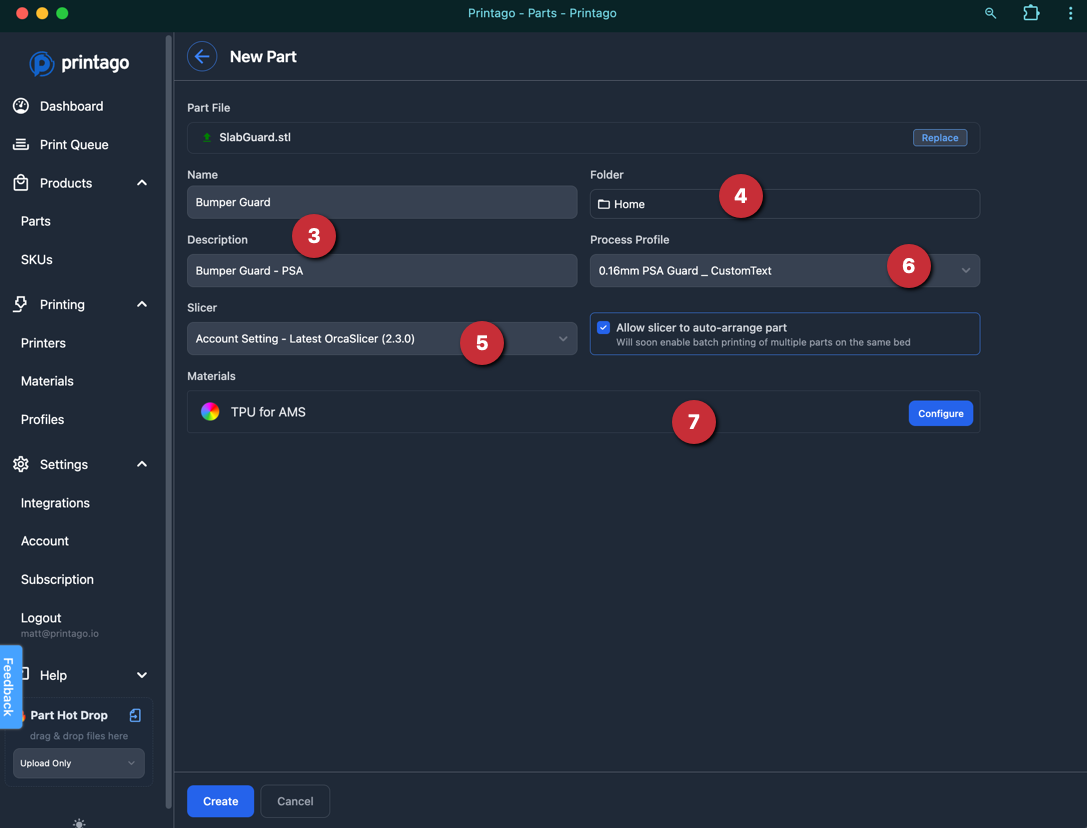 Printago - Parts - Printago
printago
Dashboard
Print Queue
Products
Parts
SKUs
Printing
Printers
Materials
Profiles
Settings
Integrations
Account
Subscription
Logout
matt@printago.io
Help
Feedback
Part Hot Drop
drag & drop files here
Upload Only
New Part
Part File
SlabGuard.stl
Replace
Name
Bumper Guard
Folder
Home
4
3
Description
Bumper Guard - PSA
Process Profile
0.16mm PSA Guard _ CustomText
6
Slicer
Account Setting - Latest OrcaSlicer (2.3.0)
5
Allow slicer to auto-arrange part
Will soon enable batch printing of multiple parts on the same bed
Materials
TPU for AMS
7
Configure
Create
Cancel